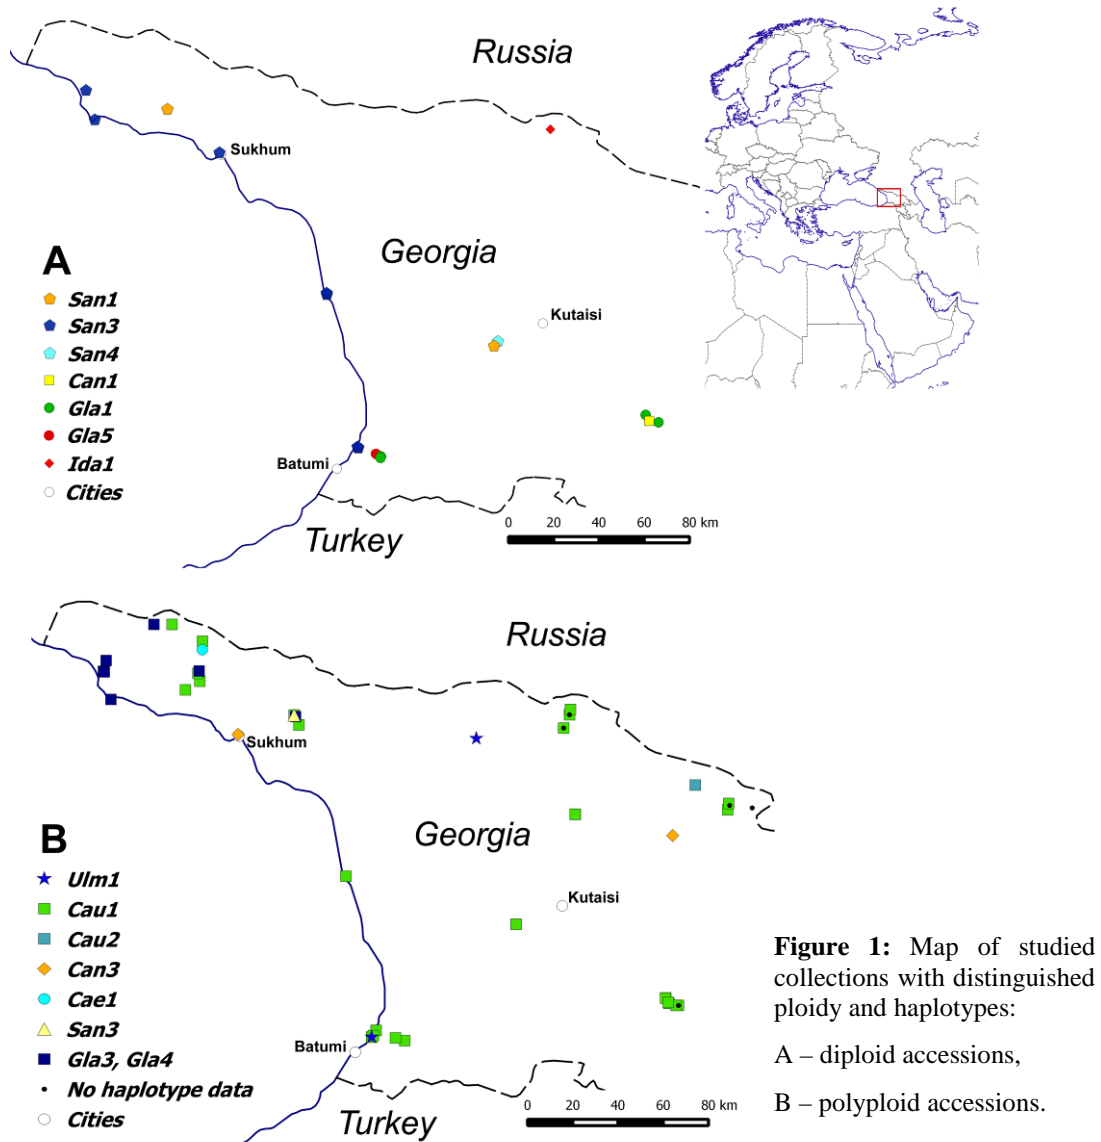 Russia
Sukhum
Georgia
A
San1
San3
San4
Can1
Gla1
Gla5
Ida1
Cities
Kutaisi
Batumi
Turkey
0 20 40 60 80 km
Russia
Sukhum
Georgia
B
Ulm1
Cau1
Cau2
Can3
Cae1
San3
Gla3, Gla4
No haplotype data
Cities
Kutaisi
Batumi
Turkey
0 20 40 60 80 km
Figure 1: Map of studied
collections with distinguished
ploidy and haplotypes:
A – diploid accessions,
B – polyploid accessions.